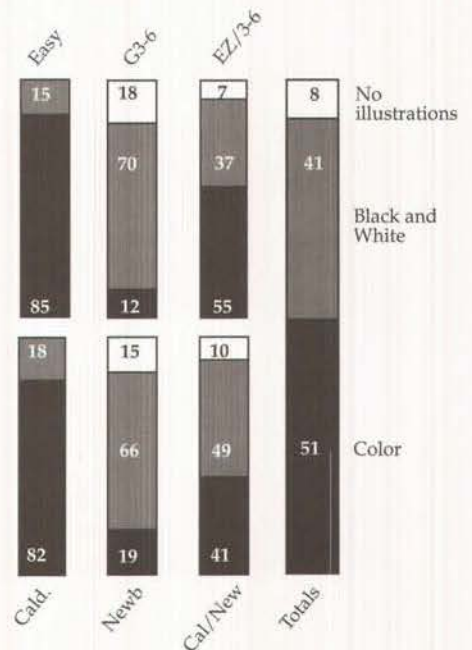 Easy G3-6 EZ/3-6
15 18 7 8 No
illustrations
70 37 41
Black and
White
85 12 55
18 15 10
66 49 51 Color
82 19 41
Cald. Newb Cal/New Totals